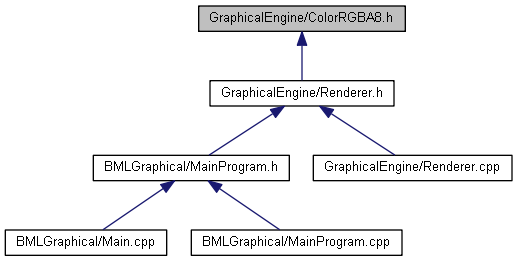 GraphicalEngine/ColorRGBA8.h
GraphicalEngine/Renderer.h
BMLGraphical/MainProgram.h
GraphicalEngine/Renderer.cpp
BMLGraphical/Main.cpp
BMLGraphical/MainProgram.cpp